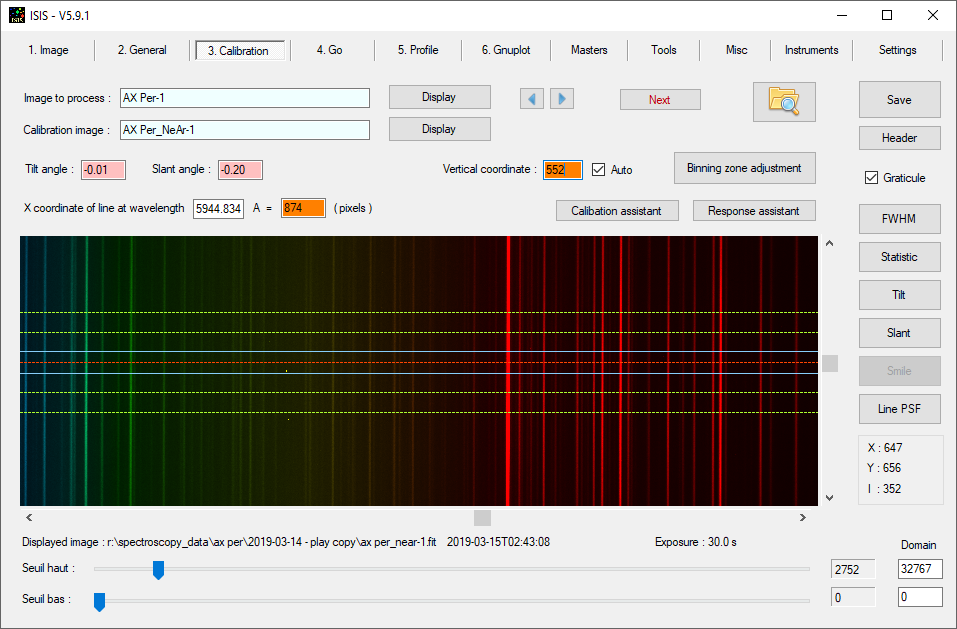 ISIS - V5.9.1
1. Image 2. General 3. Calibration 4. Go 5. Profile 6. Gnuplot Masters Tools Misc Instruments Settings
Image to process : AX Per-1 Display Next Save
Calibration image : AX Per_NeAr-1 Display Header
Tilt angle : -0.01 Slant angle : -0.20 Vertical coordinate : 552 Auto Binning zone adjustment Graticule
X coordinate of line at wavelength 5944.834 A = 874 ( pixels ) Calibation assistant Response assistant FWHM
Statistic
Tilt
Slant
Smile
Line PSF
X : 647
Y : 656
I : 352
Displayed image : r:\spectroscopy_data\ax per\2019-03-14 - play copy\ax per_near-1.fit 2019-03-15T02:43:08 Exposure : 30.0 s Domain
Seuil haut : 2752 32767
Seuil bas : 0 0